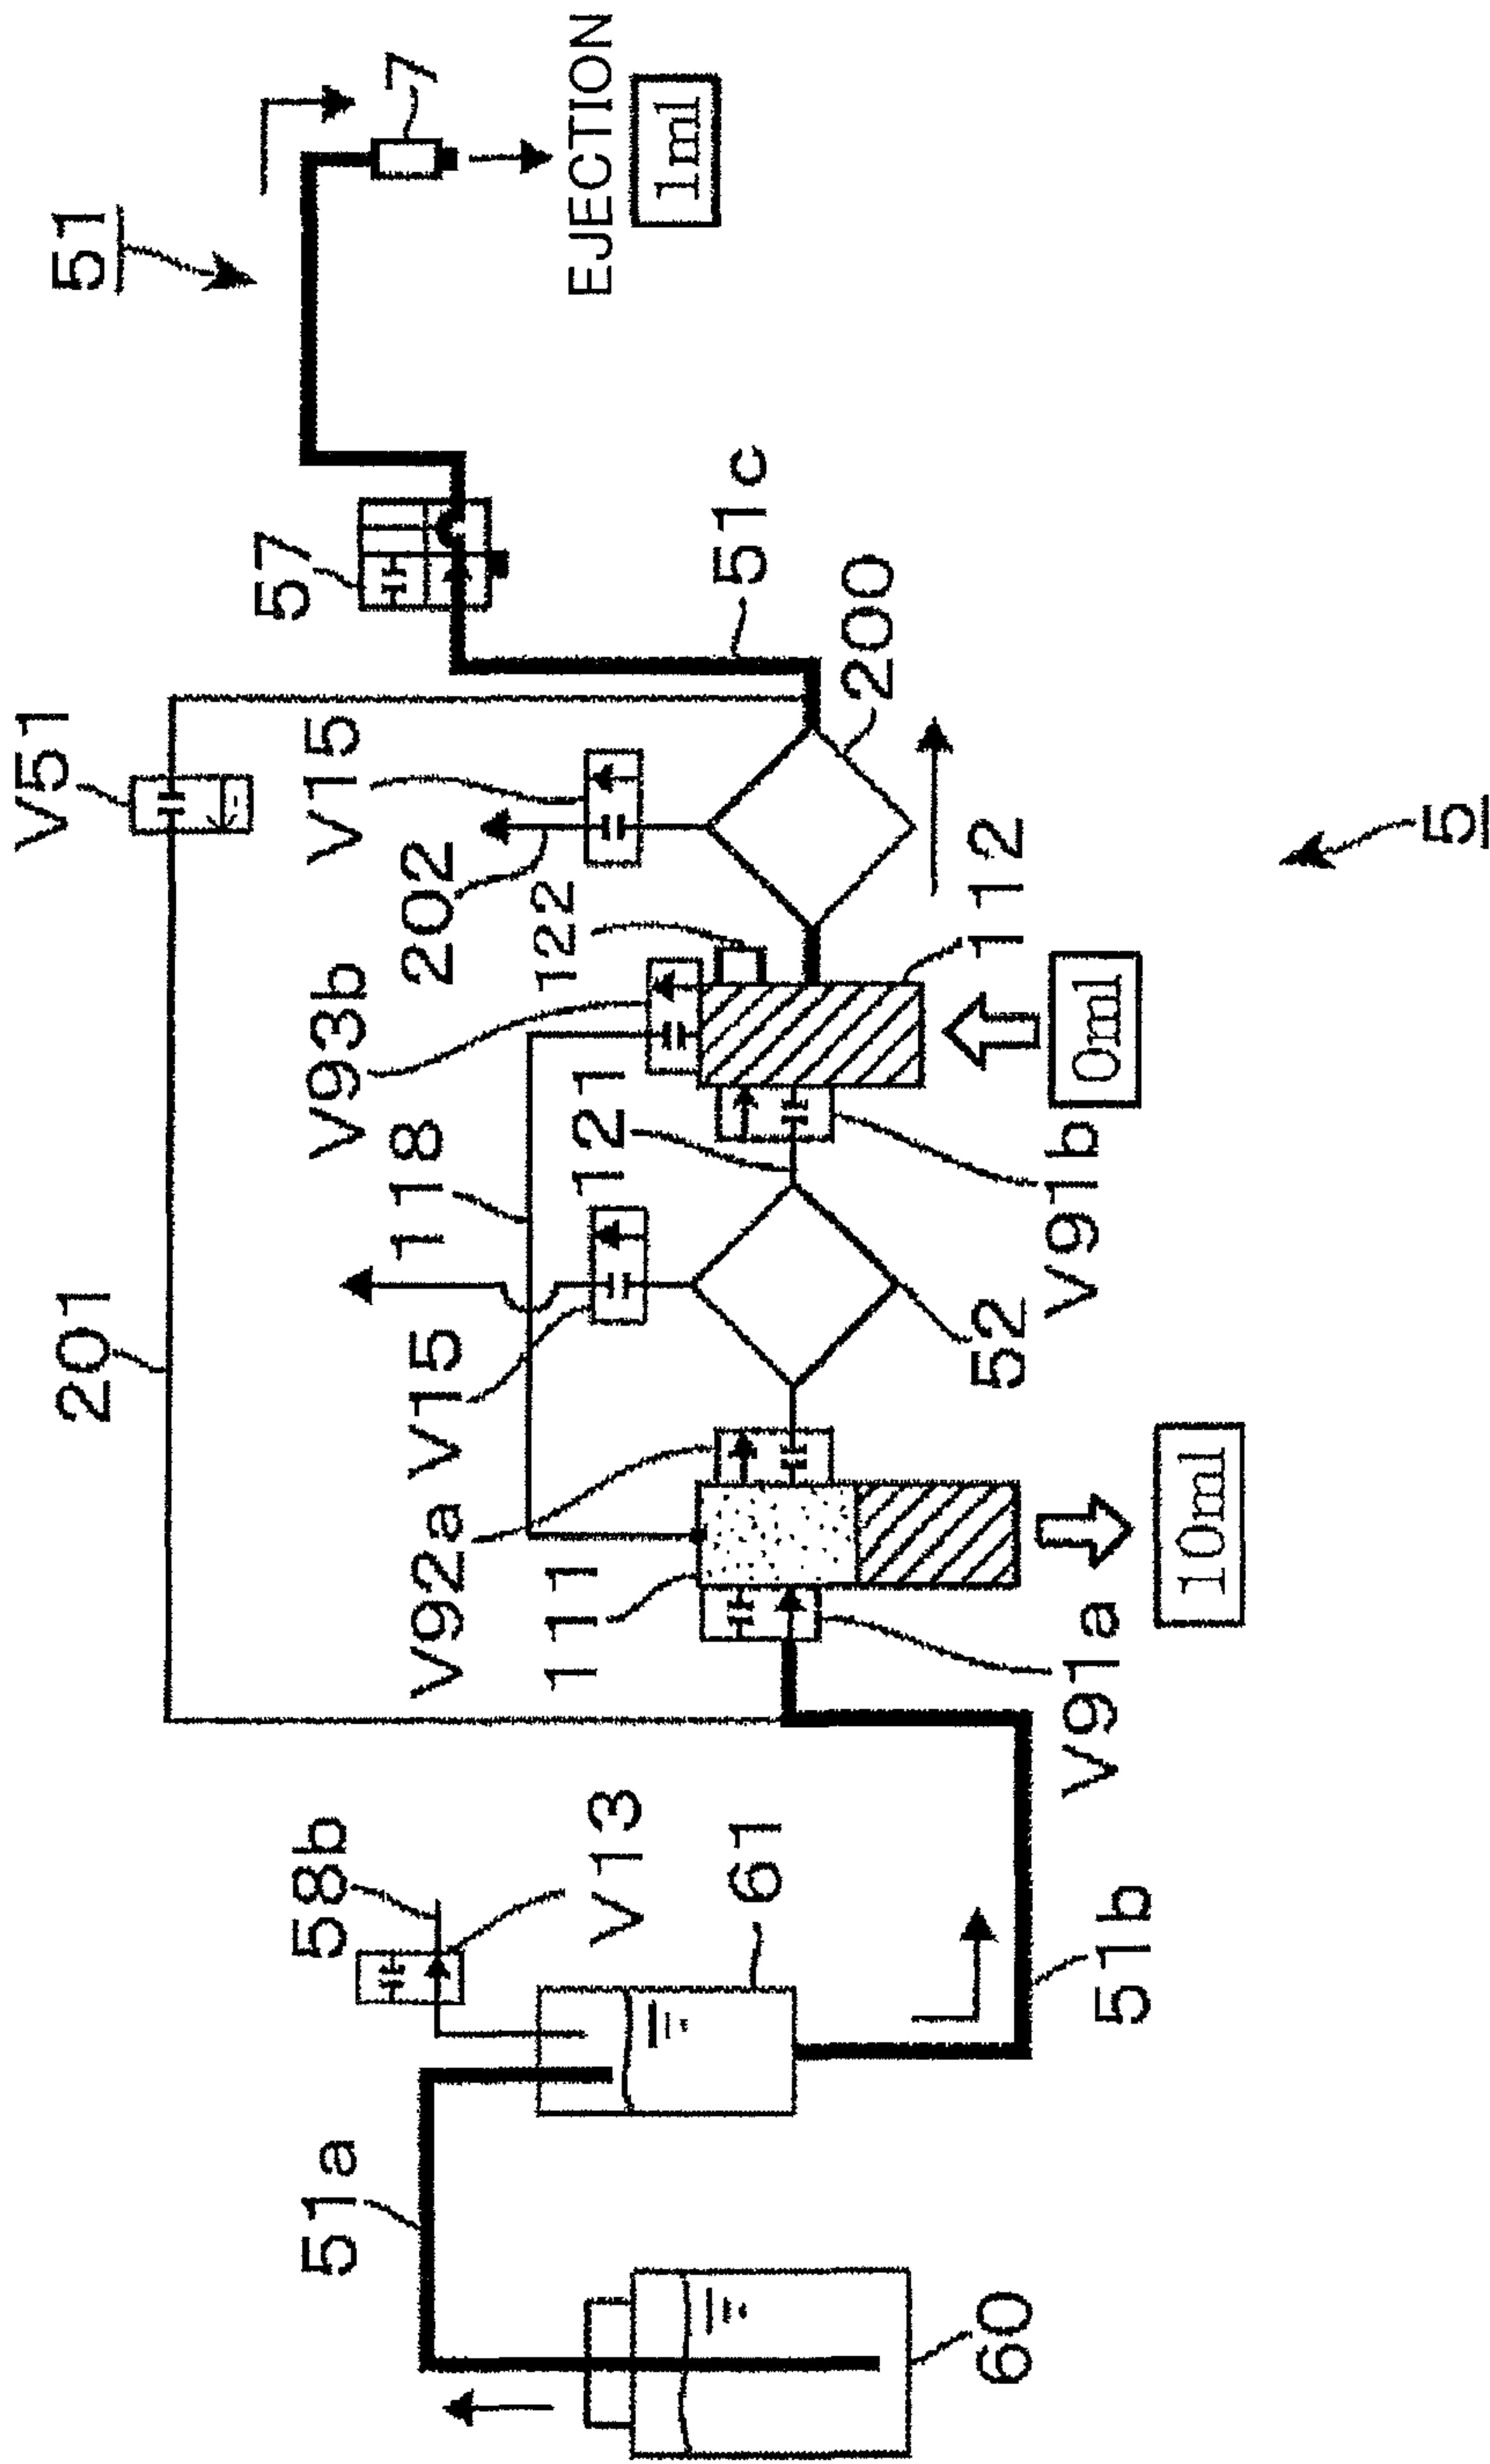 51
7
EJECTION
1ml
57
51c
V51
V15
200
202
122
112
V93b
0ml
118
121
V91b
5
201
V15
52
V92a
111
10ml
V91a
58b
V13
61
51b
51a
60